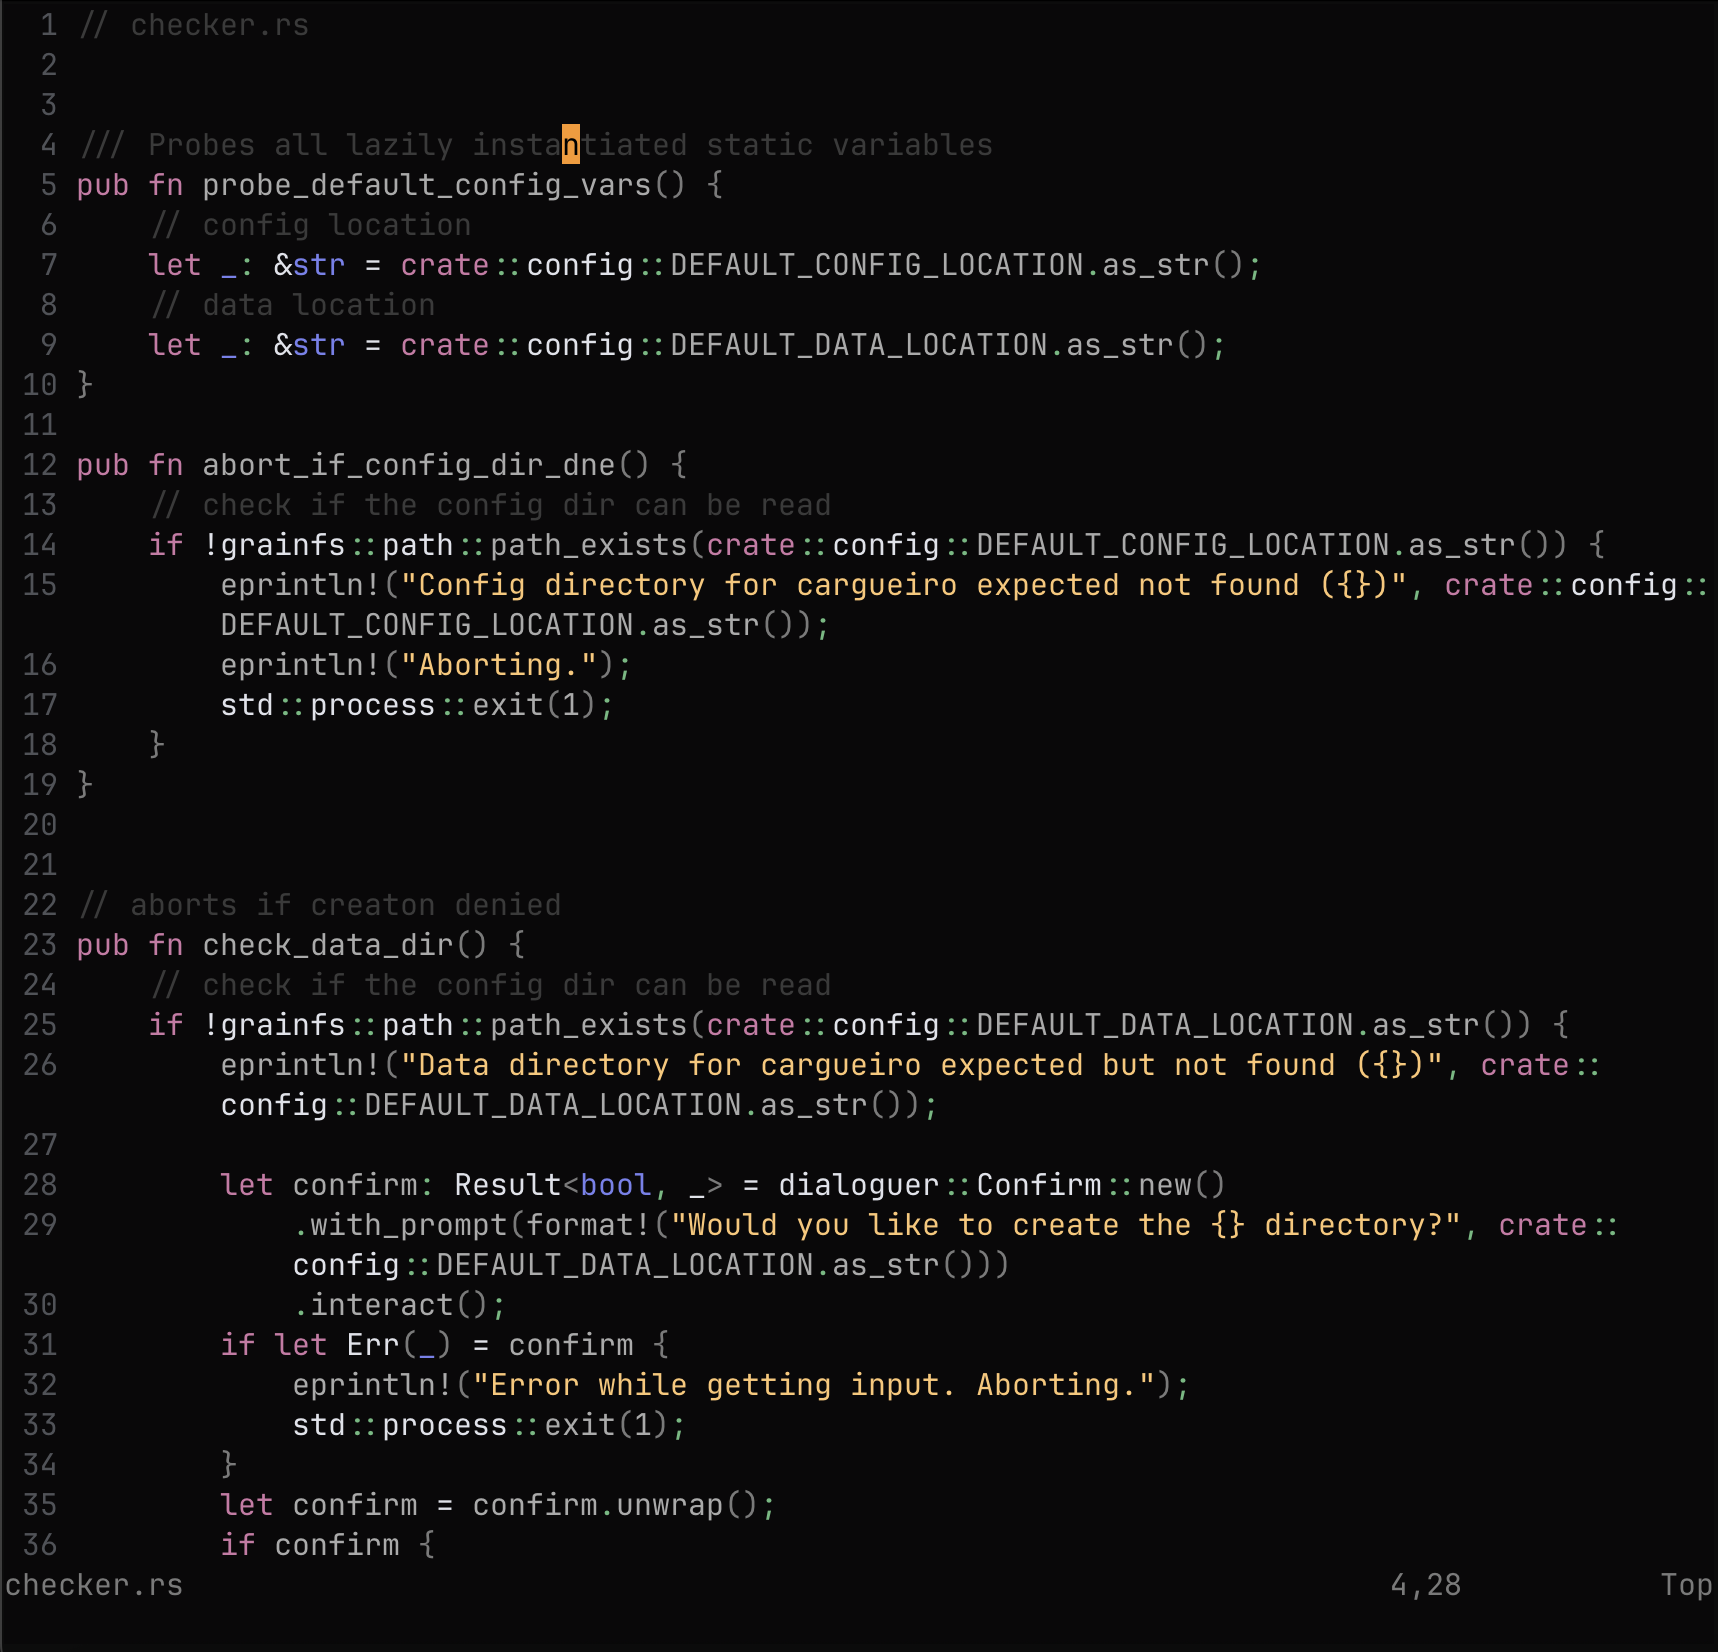 1 // checker.rs
2
3
4 /// Probes all lazily instantiated static variables
5 pub fn probe_default_config_vars() {
6     // config location
7     let _: &str = crate::config::DEFAULT_CONFIG_LOCATION.as_str();
8     // data location
9     let _: &str = crate::config::DEFAULT_DATA_LOCATION.as_str();
10 }
11
12 pub fn abort_if_config_dir_dne() {
13     // check if the config dir can be read
14     if !grainfs::path::path_exists(crate::config::DEFAULT_CONFIG_LOCATION.as_str()) {
15         eprintln!("Config directory for cargueiro expected not found ({})", crate::config::
        DEFAULT_CONFIG_LOCATION.as_str());
16         eprintln!("Aborting.");
17         std::process::exit(1);
18     }
19 }
20
21
22 // aborts if creaton denied
23 pub fn check_data_dir() {
24     // check if the config dir can be read
25     if !grainfs::path::path_exists(crate::config::DEFAULT_DATA_LOCATION.as_str()) {
26         eprintln!("Data directory for cargueiro expected but not found ({})", crate::
        config::DEFAULT_DATA_LOCATION.as_str());
27
28         let confirm: Result<bool, _> = dialoguer::Confirm::new()
29             .with_prompt(format!("Would you like to create the {} directory?", crate::
            config::DEFAULT_DATA_LOCATION.as_str()))
30             .interact();
31         if let Err(_) = confirm {
32             eprintln!("Error while getting input. Aborting.");
33             std::process::exit(1);
34         }
35         let confirm = confirm.unwrap();
36         if confirm {
checker.rs 4,28 Top